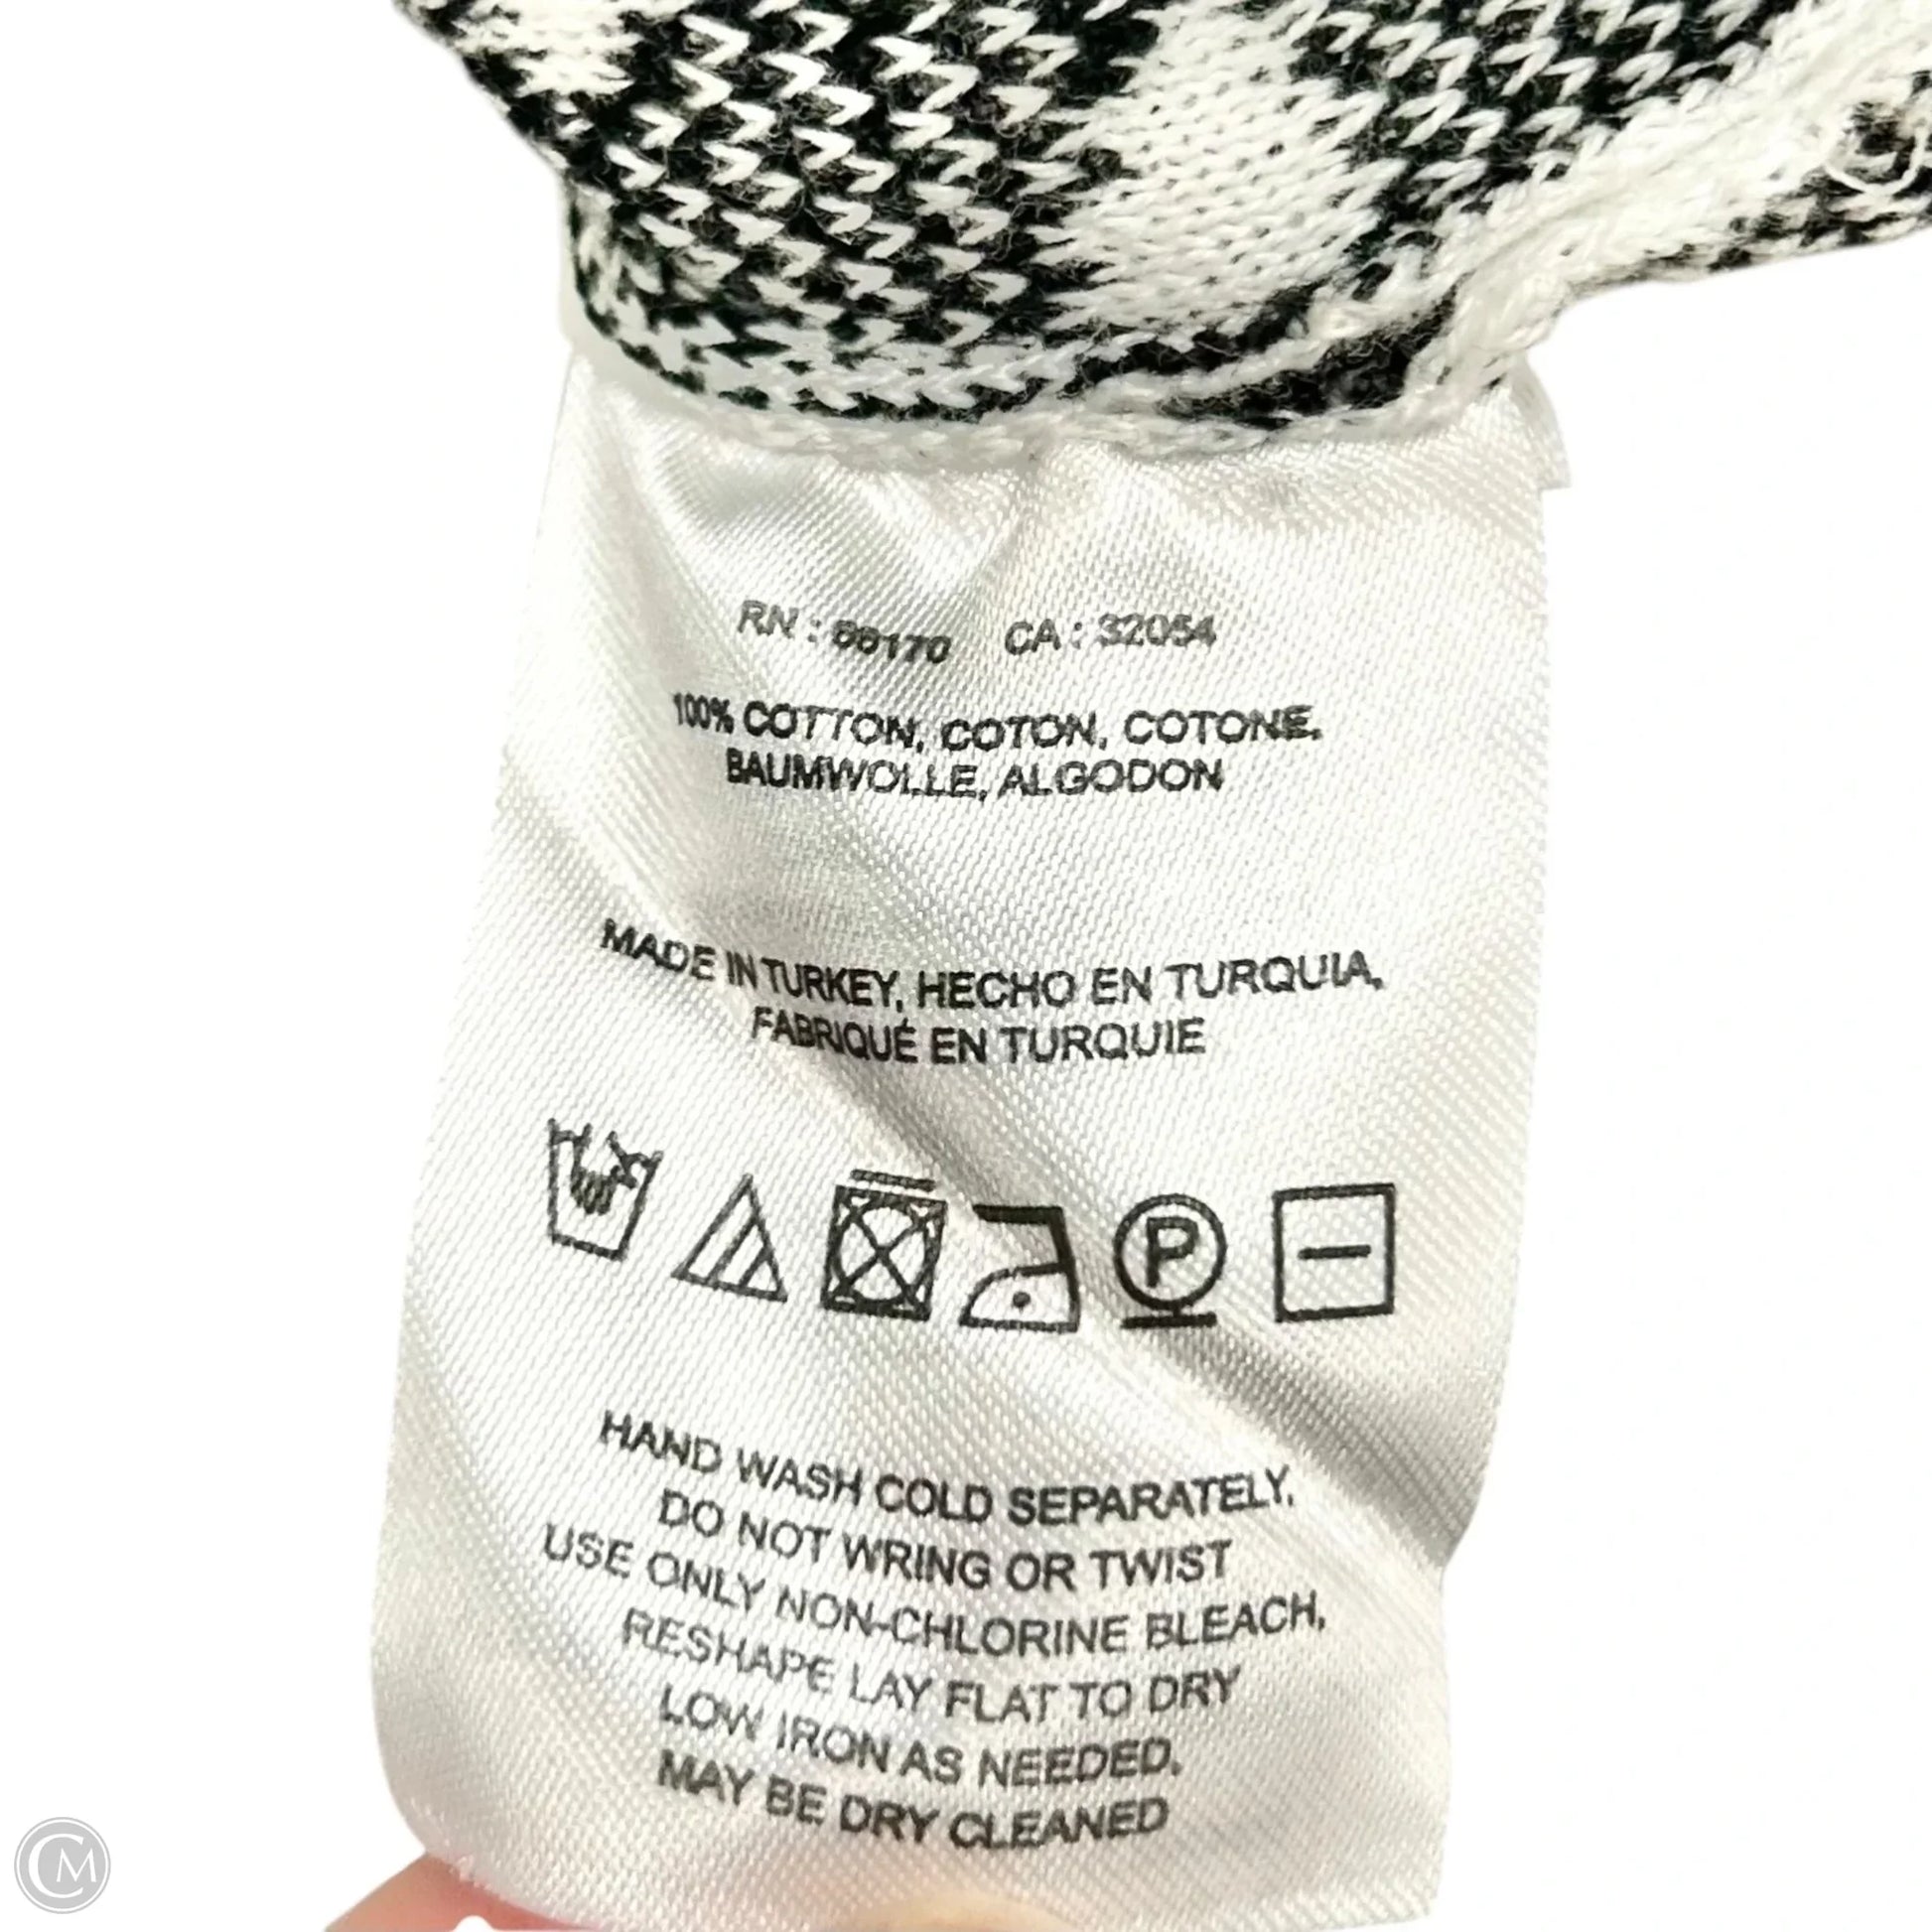 RN : 66170 CA : 32054
100% COTTON, COTON, COTONE,
BAUMWOLLE, ALGODON
MADE IN TURKEY, HECHO EN TURQUIA,
FABRIQUÉ EN TURQUIE
P
HAND WASH COLD SEPARATELY,
DO NOT WRING OR TWIST
USE ONLY NON-CHLORINE BLEACH,
RESHAPE LAY FLAT TO DRY
LOW IRON AS NEEDED,
MAY BE DRY CLEANED
CM